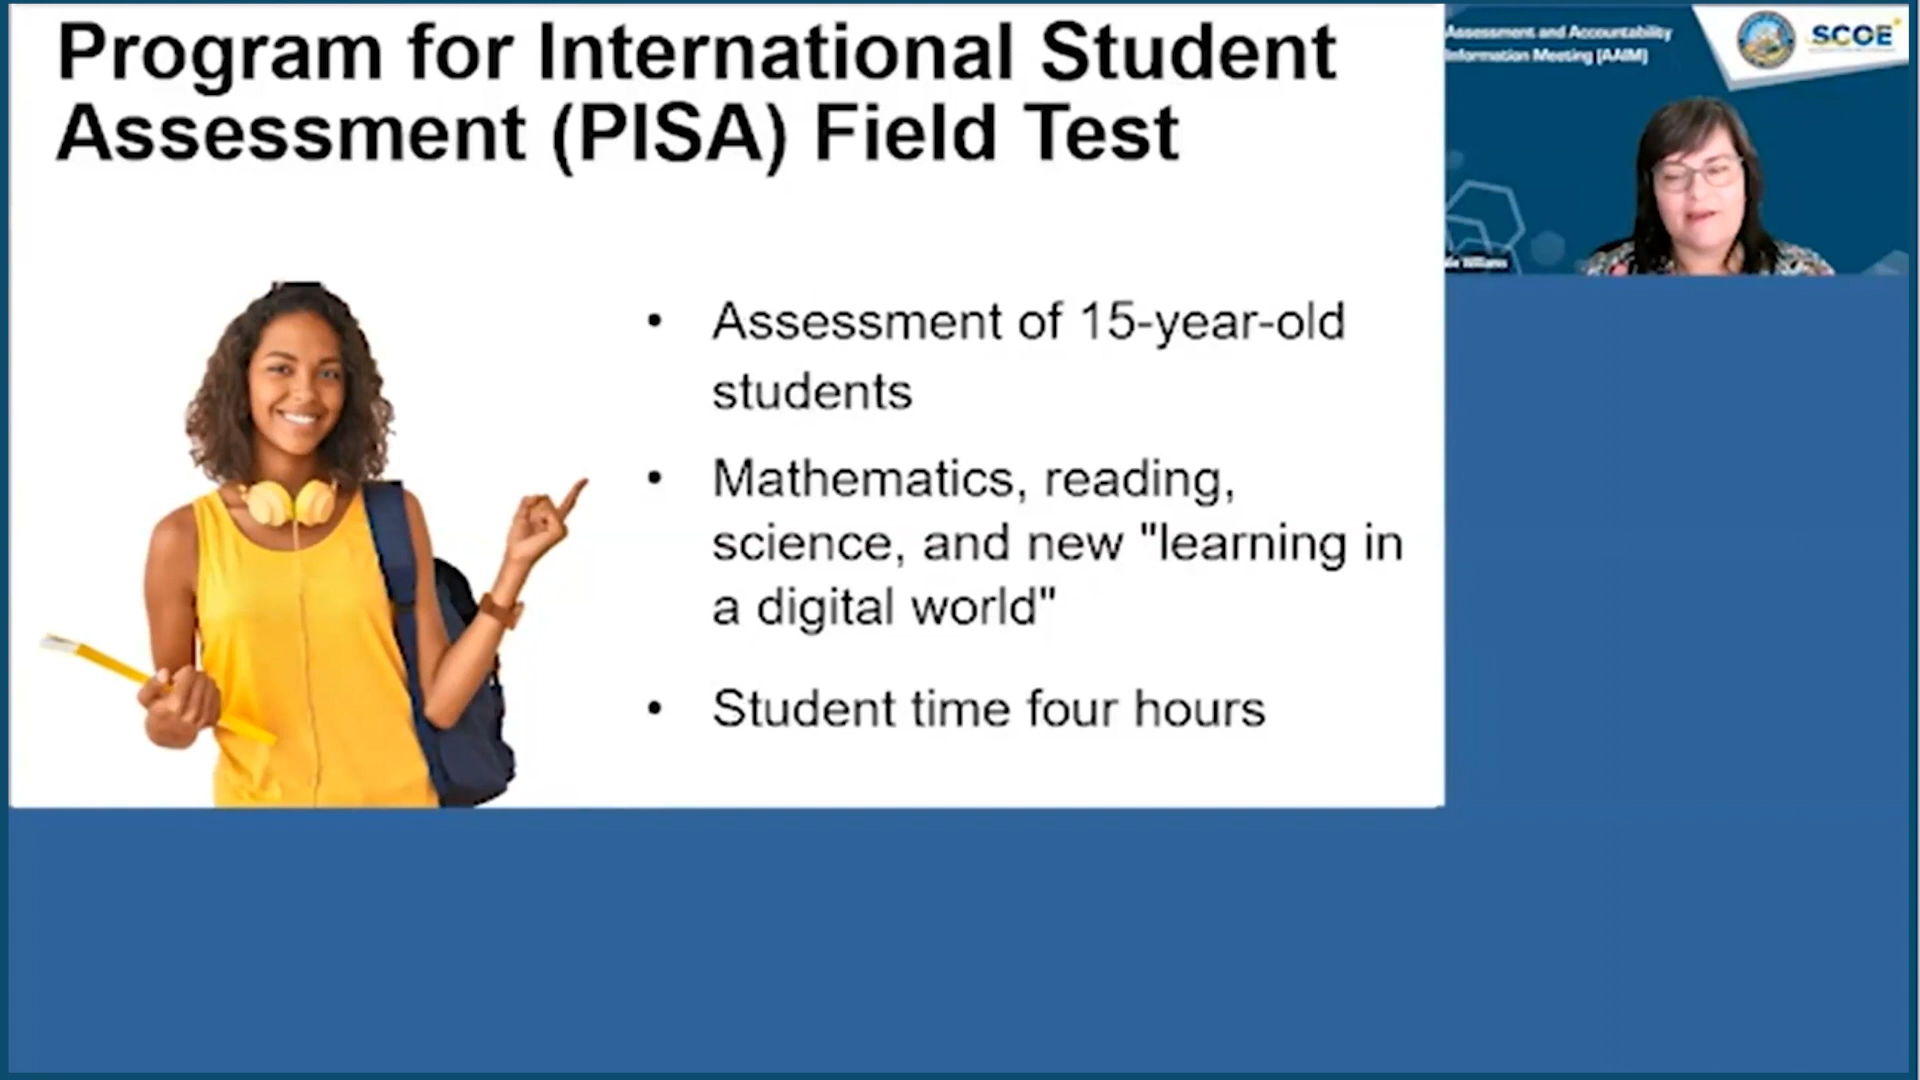 Program for International Student
Assessment (PISA) Field Test
• Assessment of 15-year-old
students
• Mathematics, reading,
science, and new "learning in
a digital world"
• Student time four hours
Assessment and Accountability
Information Meeting (AAIM)
SCOE
Williams